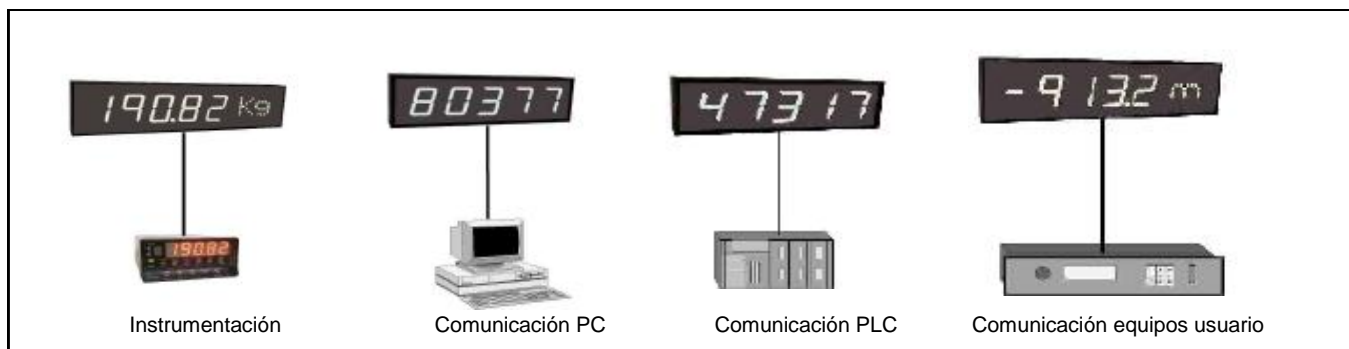 190.82 Kg
80377
47317
-913.2 m
190.82
Instrumentación
Comunicación PC
Comunicación PLC
Comunicación equipos usuario